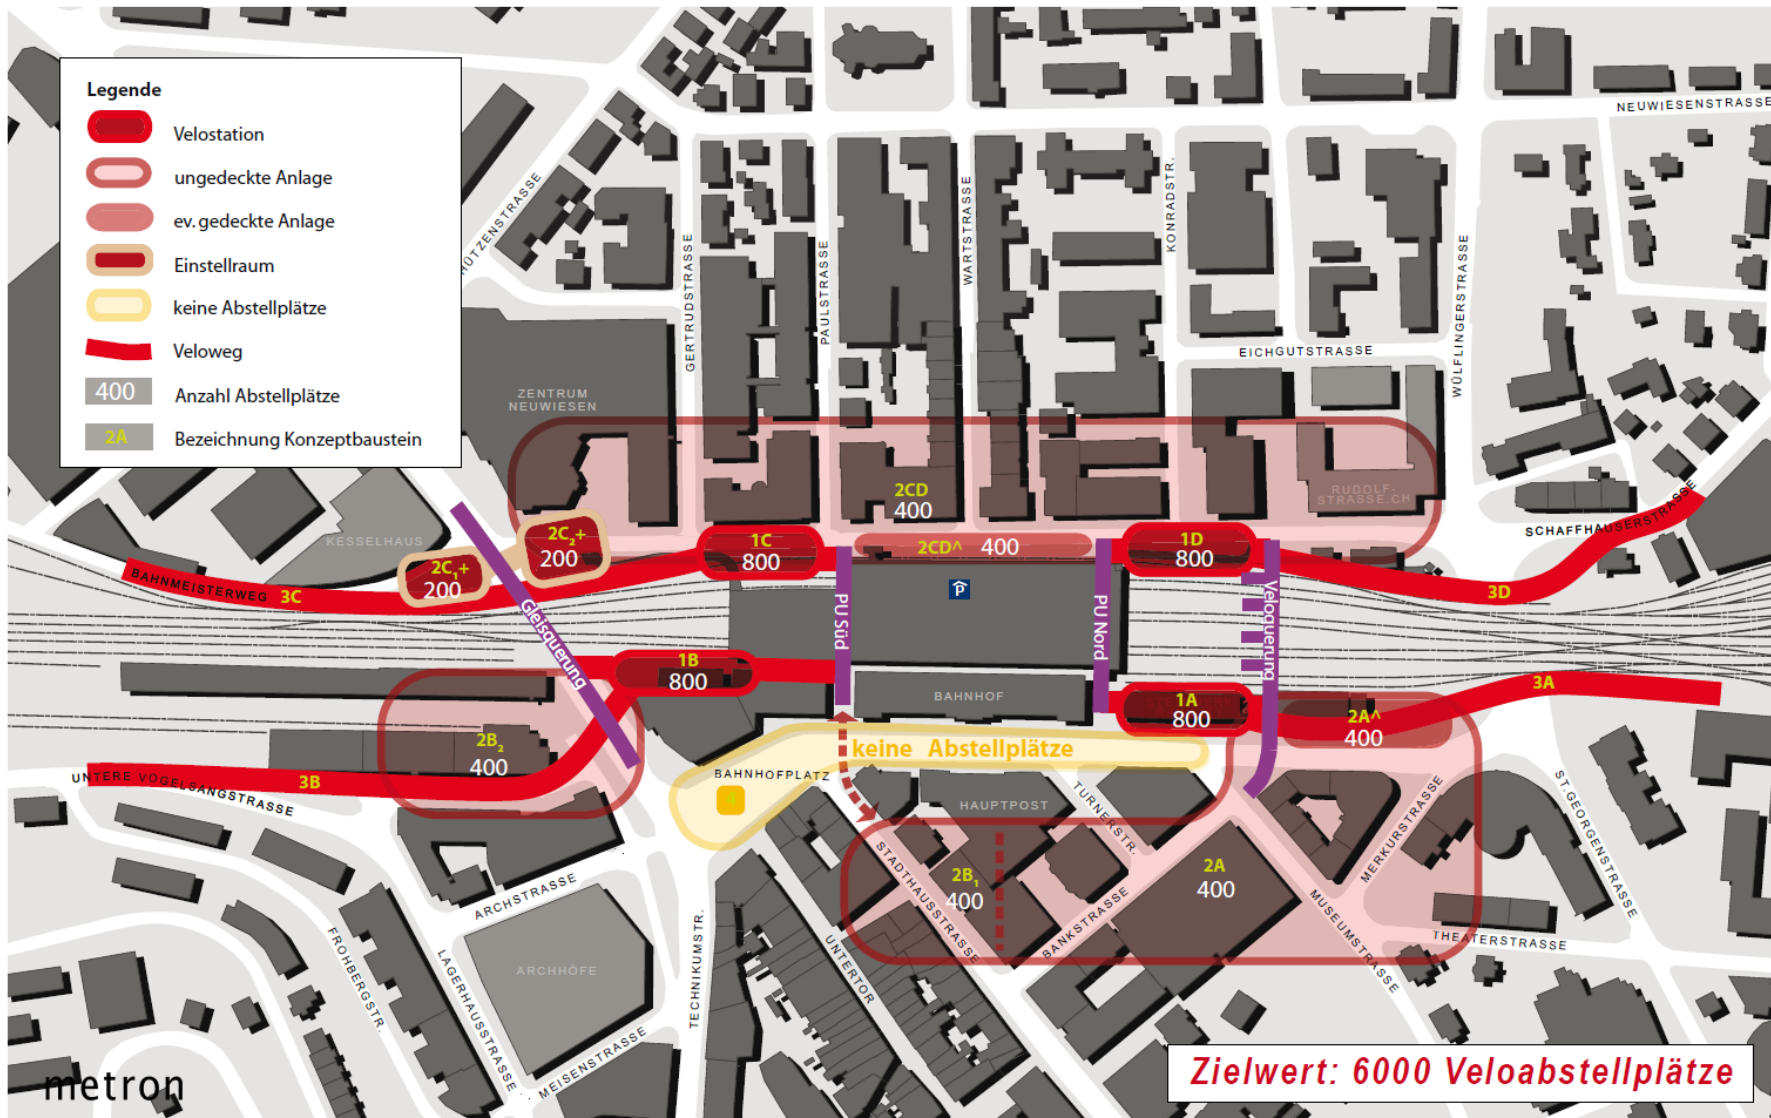 Legende
Velostation
ungedeckte Anlage
ev. gedeckte Anlage
Einstellraum
keine Abstellplätze
Veloweg
400
Anzahl Abstellplätze
2A
Bezeichnung Konzeptbaustein
NEUWIESENSTRASSE
GERTRUDSTRASSE
PAULSTRASSE
WARTSTRASSE
KONRADSTR.
WÜLFLINGERSTRASSE
EICHGUTSTRASSE
ZENTRUM
NEUWIESEN
KESSELHAUS
RUDOLF-
STRASSE.CH
SCHAFFHAUSERSTRASSE
2CD
400
2CD^ 400
1C
800
1D
800
2C₂+
200
2C₁+
200
BAHNMEISTERWEG
3C
3D
Gleisquerung
PU Süd
P
PU Nord
Veloquerung
1B
800
BAHNHOF
1A
800
2A^
400
3A
2B₂
400
keine Abstellplätze
BAHNHOFPLATZ
UNTERE VOGELSANGSTRASSE
3B
HAUPTPOST
TURNERSTR.
MERKURSTRASSE
ST.GEORGENSTRASSE
STADTHAUSSTRASSE
2B₁
400
2A
400
BANKSTRASSE
MUSEUMSTRASSE
THEATERSTRASSE
ARCHSTRASSE
FROHBERGSTR.
LAGERHAUSSTRASSE
ARCHHÖFE
TECHNIKUMSTR.
UNTERTOR
MEISENSTRASSE
metron
Zielwert: 6000 Veloabstellplätze